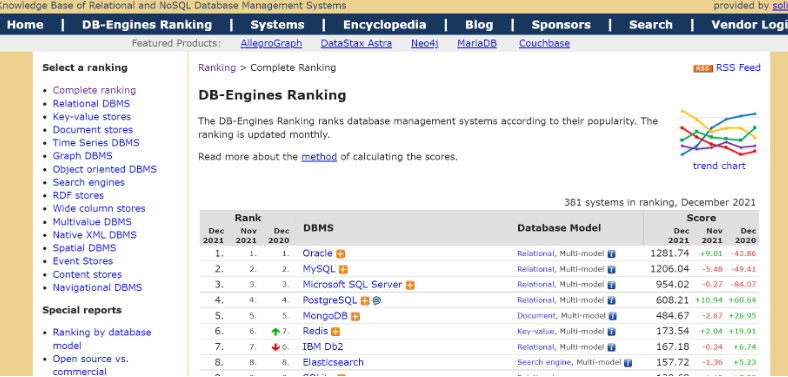 Knowledge Base of Relational and NoSQL Database Management Systems provided by
Home | DB-Engines Ranking | Systems | Encyclopedia | Blog | Sponsors | Search | Vendor
Featured Products: AllegroGraph DataStax Astra Neo4j MariaDB Couchbase
Select a ranking
Complete ranking
Relational DBMS
Key-value stores
Document stores
Time Series DBMS
Graph DBMS
Object oriented DBMS
Search engines
RDF stores
Wide column stores
Multivalue DBMS
Native XML DBMS
Spatial DBMS
Event Stores
Content stores
Navigational DBMS
Special reports
Ranking by database
model
Open source vs.
commercial
Ranking > Complete Ranking
RSS RSS Feed
DB-Engines Ranking
The DB-Engines Ranking ranks database management systems according to their popularity. The
ranking is updated monthly.
Read more about the method of calculating the scores.
trend chart
381 systems in ranking, December 2021
Rank DBMS Database Model Score
Dec Nov Dec Dec Nov Dec
2021 2021 2020 2021 2021 2020
1. 1. 1. Oracle Relational, Multi-model 1281.74 +9.01 -43.86
2. 2. 2. MySQL Relational, Multi-model 1206.04 -5.48 -49.41
3. 3. 3. Microsoft SQL Server Relational, Multi-model 954.02 -0.27 -84.07
4. 4. 4. PostgreSQL Relational, Multi-model 608.21 +10.94 +60.64
5. 5. 5. MongoDB Document, Multi-model 484.67 -2.67 +26.95
6. 6. 7. Redis Key-value, Multi-model 173.54 +2.04 +19.91
7. 7. 6. IBM Db2 Relational, Multi-model 167.18 -0.34 +6.74
8. 8. 8. Elasticsearch Search engine, Multi-model 157.72 -1.36 +5.23